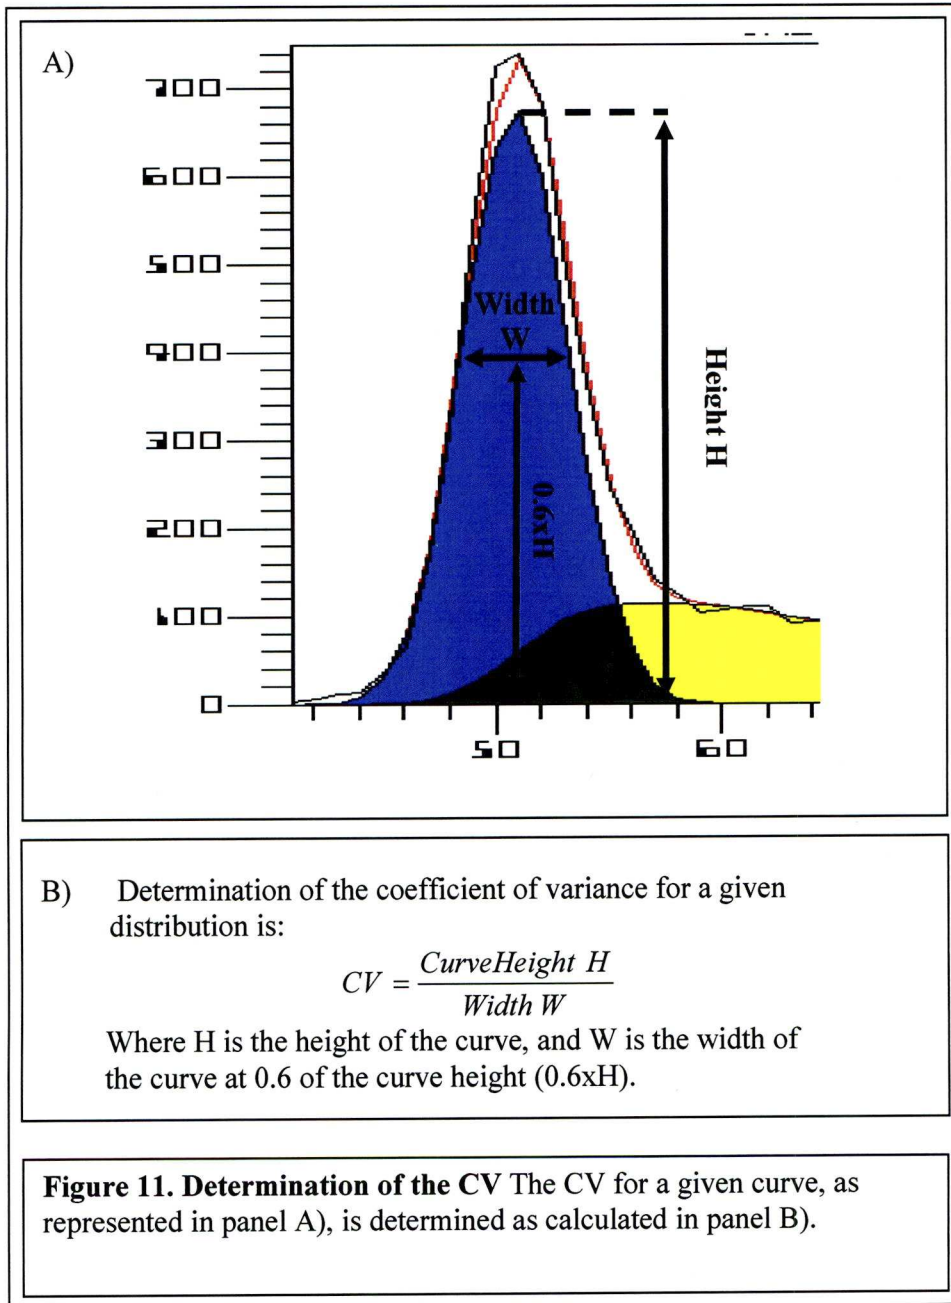 A)
700
600
500
400
300
200
100
0
50
60
Width
W
Height H
0.6xH
B) Determination of the coefficient of variance for a given
distribution is:
CV = CurveHeight H / Width W
Where H is the height of the curve, and W is the width of
the curve at 0.6 of the curve height (0.6xH).
Figure 11. Determination of the CV The CV for a given curve, as
represented in panel A), is determined as calculated in panel B).